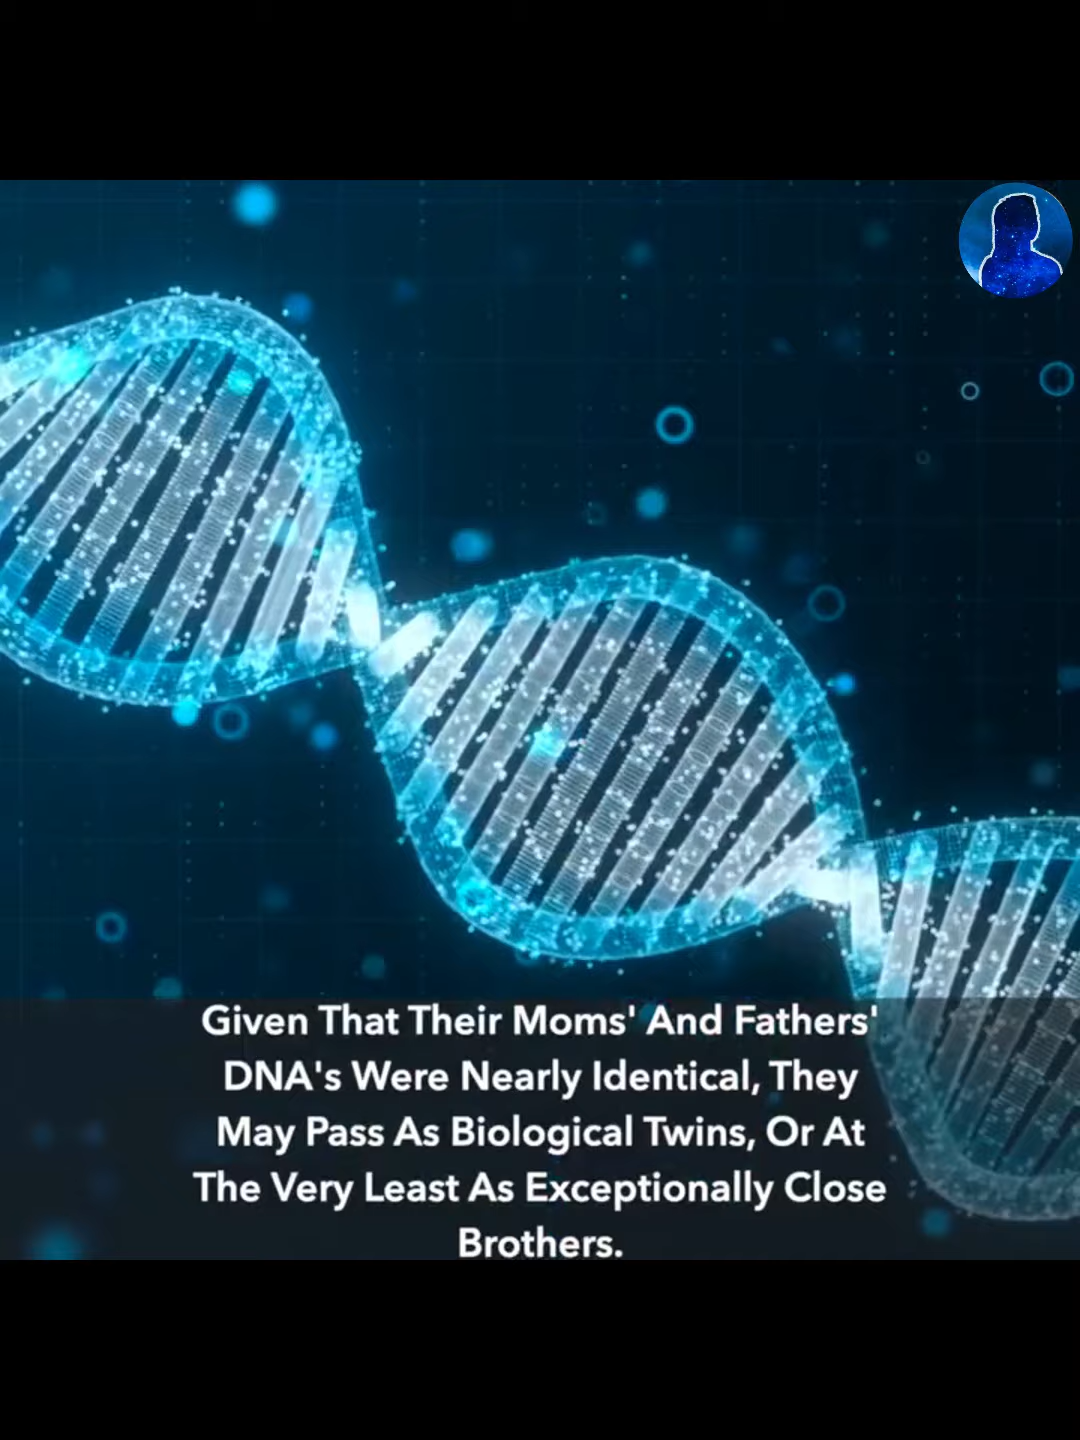 Given That Their Moms' And Fathers'
DNA's Were Nearly Identical, They
May Pass As Biological Twins, Or At
The Very Least As Exceptionally Close
Brothers.